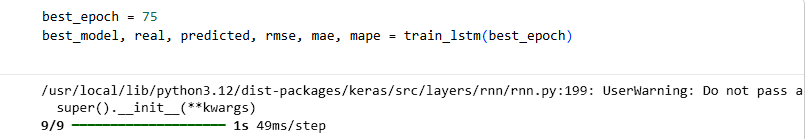 best_epoch = 75
best_model, real, predicted, rmse, mae, mape = train_lstm(best_epoch)
/usr/local/lib/python3.12/dist-packages/keras/src/layers/rnn/rnn.py:199: UserWarning: Do not pass a
super().__init__(**kwargs)
9/9 ━━━━━━━━━━━━━━━━━━━━ 1s 49ms/step